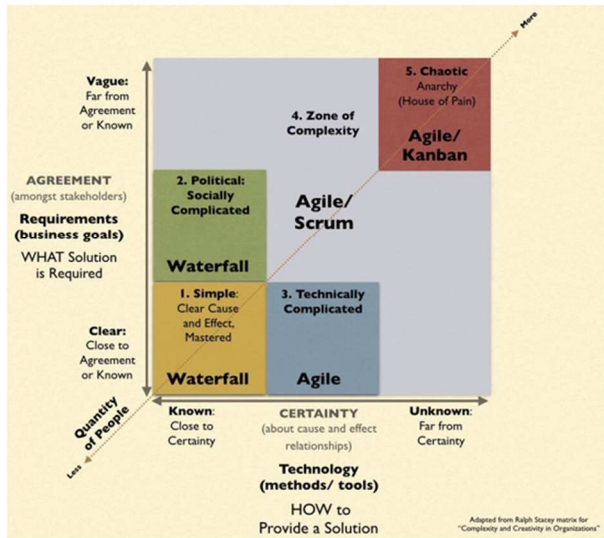 More
Vague:
Far from
Agreement
or Known
5. Chaotic
Anarchy
(House of Pain)
Agile/
Kanban
4. Zone of
Complexity
AGREEMENT
(amongst stakeholders)
Requirements
(business goals)
WHAT Solution
is Required
2. Political:
Socially
Complicated
Waterfall
Agile/
Scrum
1. Simple:
Clear Cause
and Effect,
Mastered
Waterfall
3. Technically
Complicated
Agile
Clear:
Close to
Agreement
or Known
Quantity
of People
Less
Known:
Close to
Certainty
CERTAINTY
(about cause and effect
relationships)
Unknown:
Far from
Certainty
Technology
(methods/ tools)
HOW to
Provide a Solution
Adapted from Ralph Stacey matrix for
"Complexity and Creativity in Organizations"